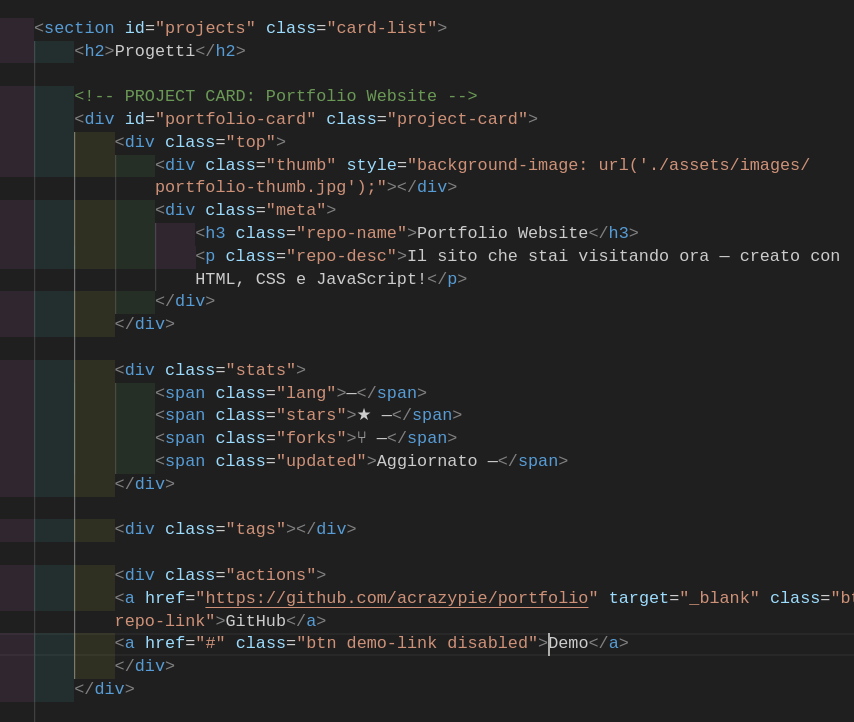 <section id="projects" class="card-list">
<h2>Progetti</h2>
<!-- PROJECT CARD: Portfolio Website -->
<div id="portfolio-card" class="project-card">
<div class="top">
<div class="thumb" style="background-image: url('./assets/images/
portfolio-thumb.jpg');"></div>
<div class="meta">
<h3 class="repo-name">Portfolio Website</h3>
<p class="repo-desc">Il sito che stai visitando ora — creato con
HTML, CSS e JavaScript!</p>
</div>
</div>
<div class="stats">
<span class="lang">—</span>
<span class="stars">★ —</span>
<span class="forks">⑂ —</span>
<span class="updated">Aggiornato —</span>
</div>
<div class="tags"></div>
<div class="actions">
<a href="https://github.com/acrazypie/portfolio" target="_blank" class="bt
repo-link">GitHub</a>
<a href="#" class="btn demo-link disabled">Demo</a>
</div>
</div>